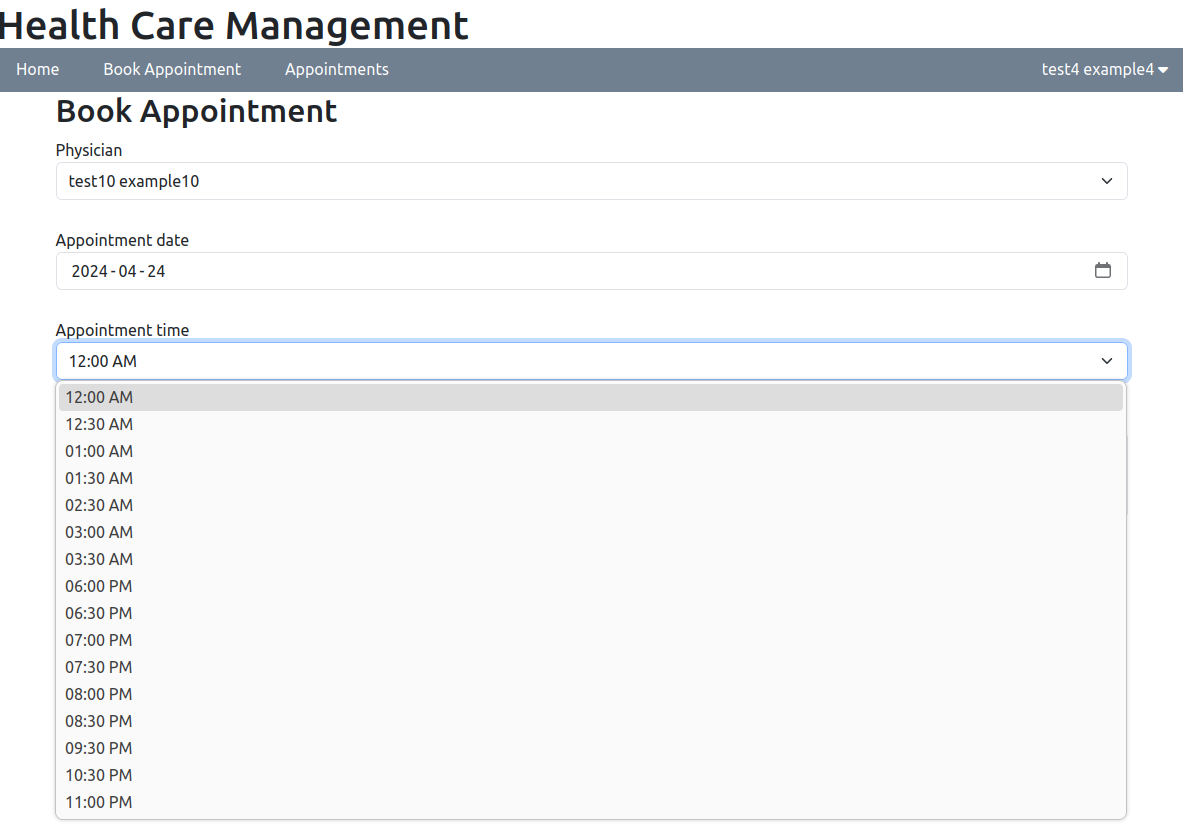 Health Care Management
Home Book Appointment Appointments test4 example4
Book Appointment
Physician
test10 example10
Appointment date
2024-04-24
Appointment time
12:00 AM
12:00 AM
12:30 AM
01:00 AM
01:30 AM
02:30 AM
03:00 AM
03:30 AM
06:00 PM
06:30 PM
07:00 PM
07:30 PM
08:00 PM
08:30 PM
09:30 PM
10:30 PM
11:00 PM